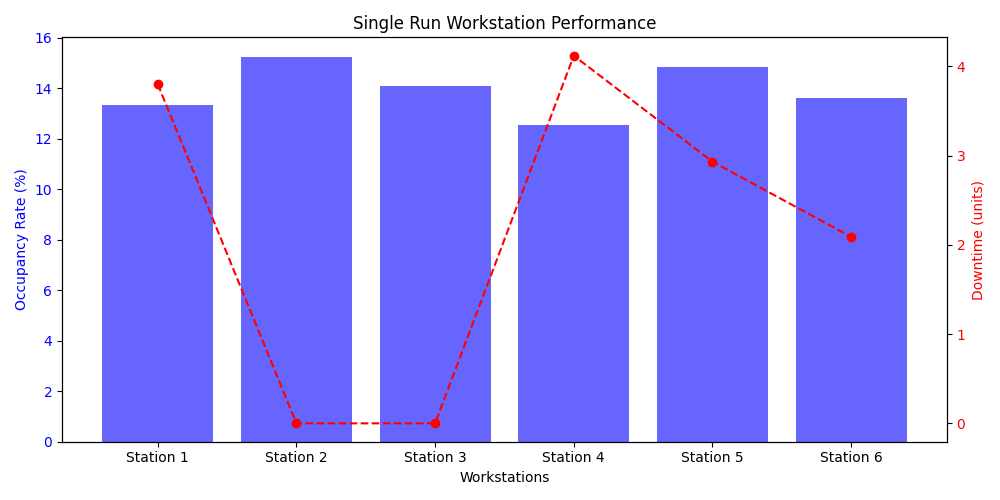 Single Run Workstation Performance
Occupancy Rate (%)
16
14
12
10
8
6
4
2
0
Downtime (units)
4
3
2
1
0
Station 1 Station 2 Station 3 Station 4 Station 5 Station 6
Workstations